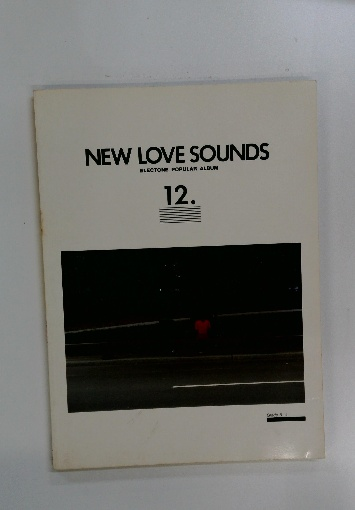 NEW LOVE SOUNDS
ELECTONE POPULAR ALBUM
12.